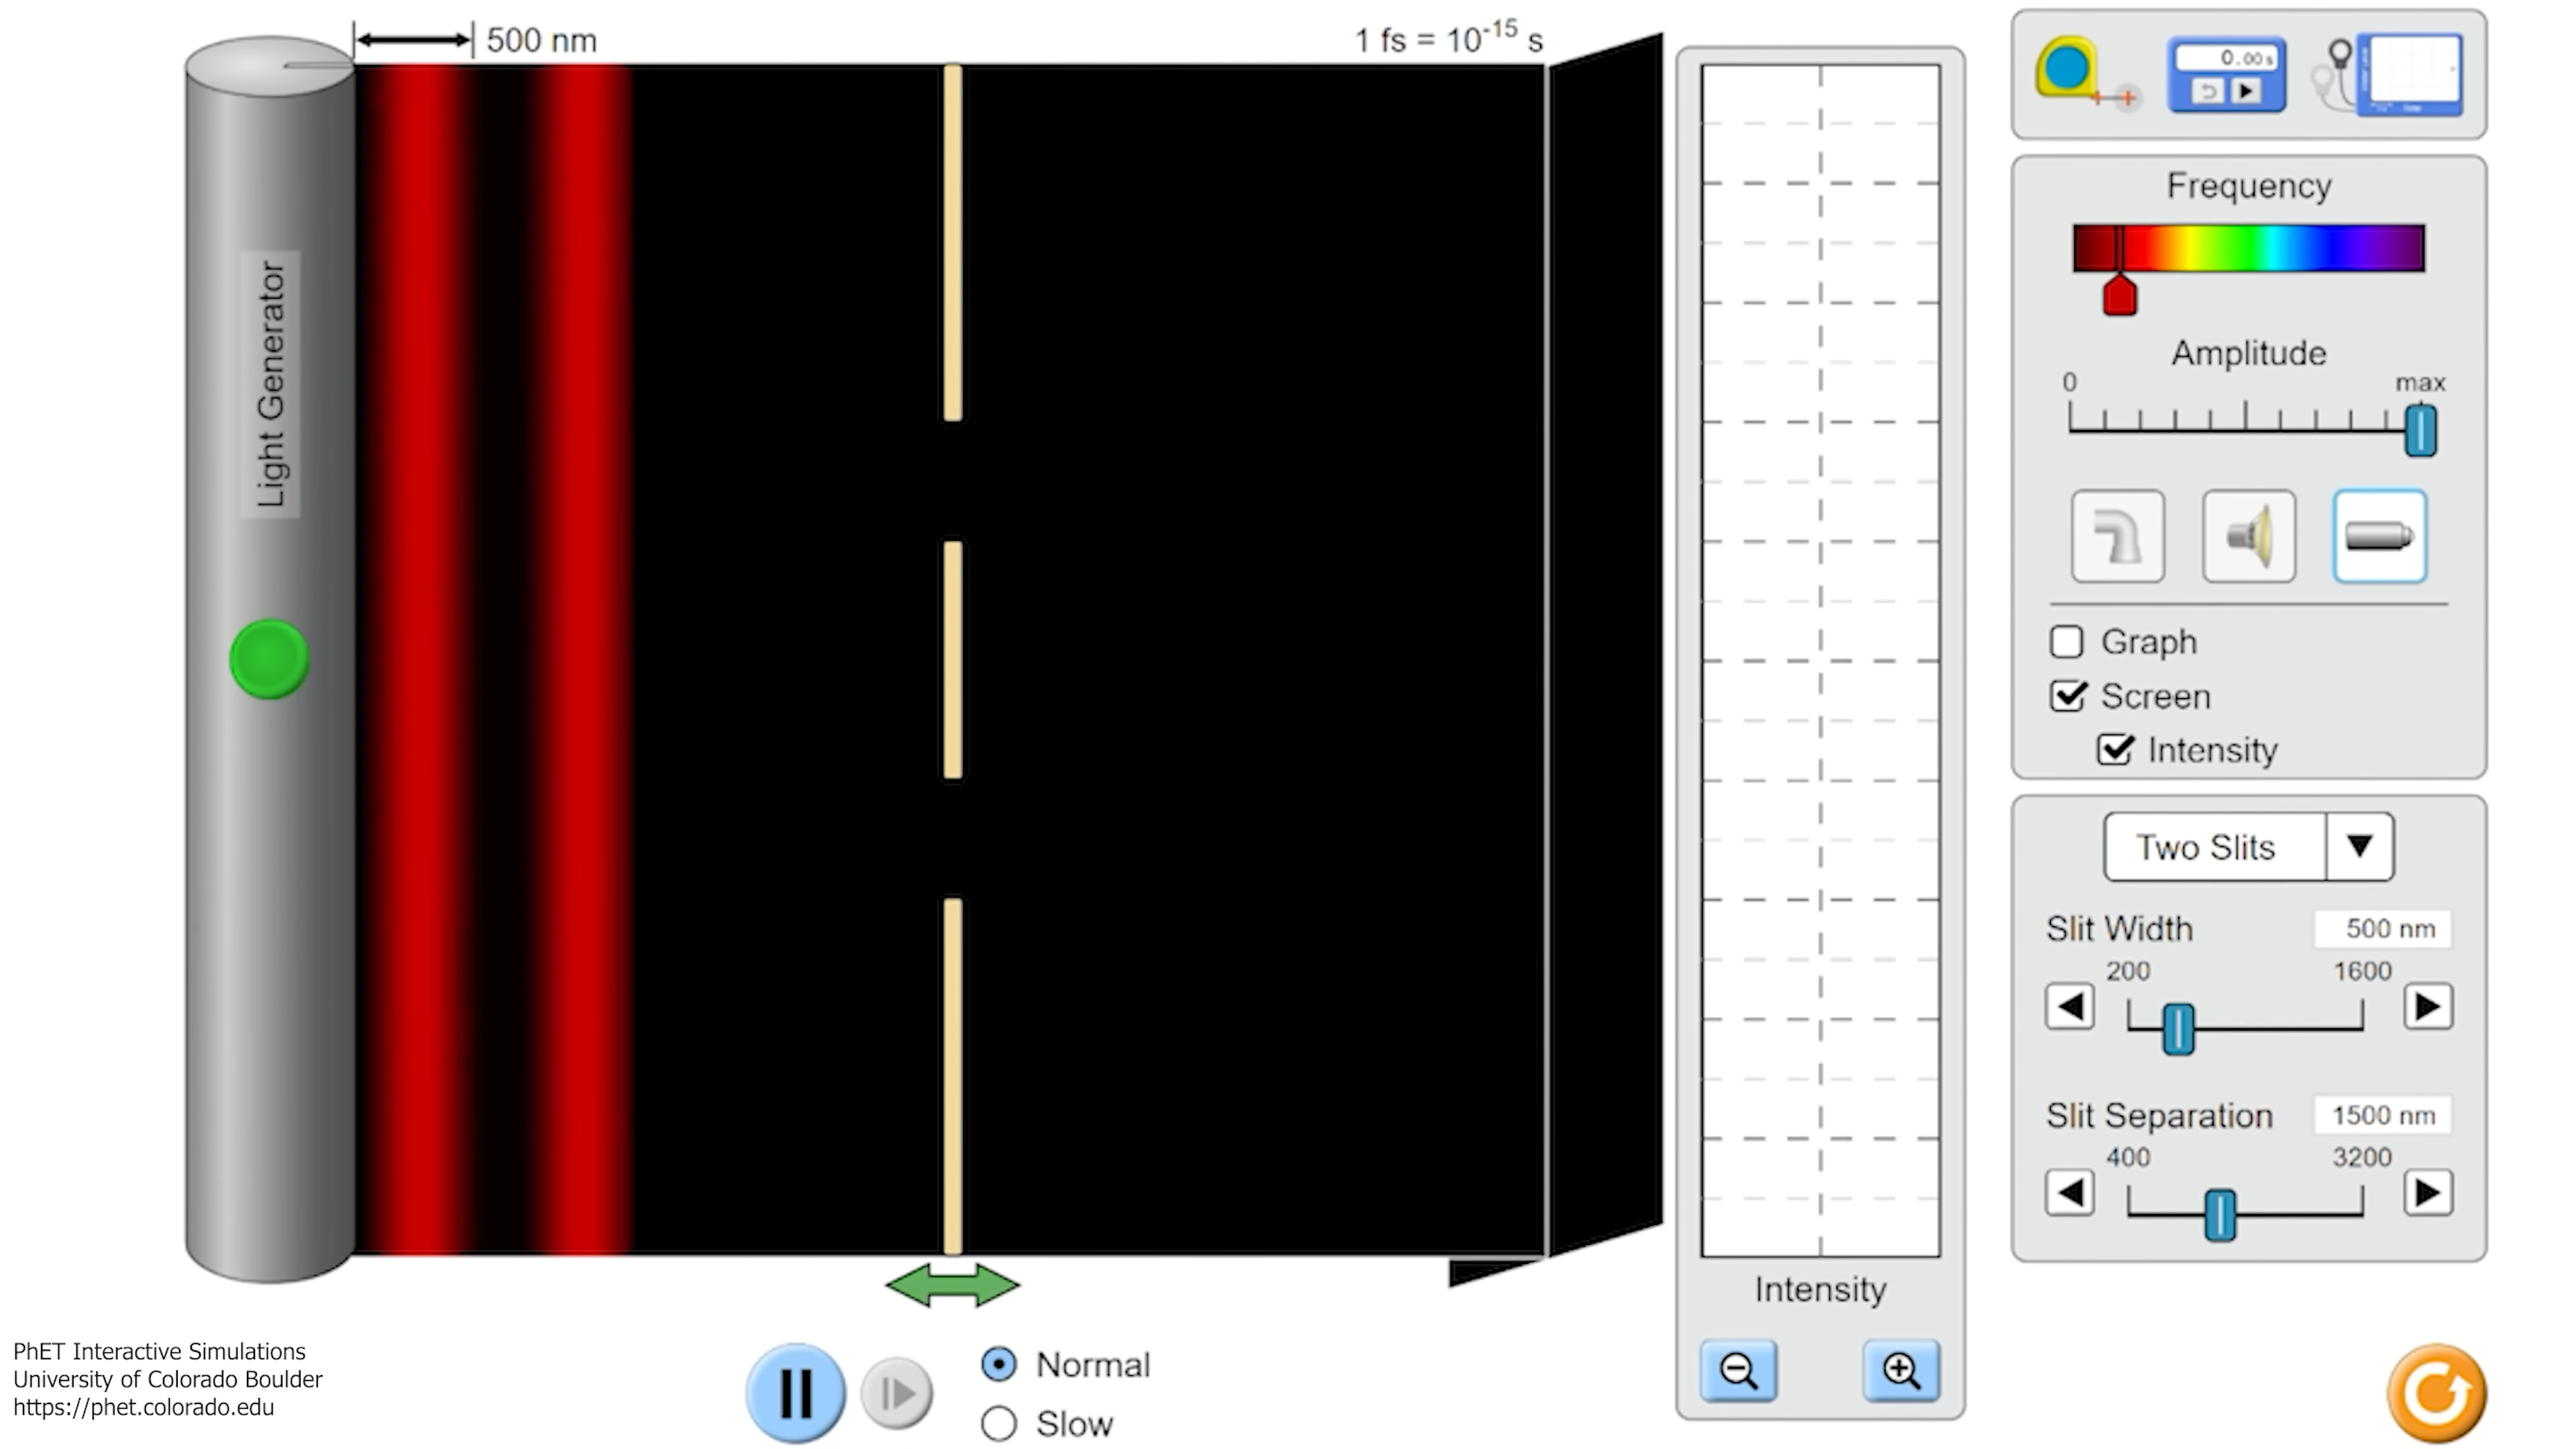 500 nm
1 fs = 10⁻¹⁵ s
0.00 s
Light Generator
Frequency
Amplitude
0
max
Graph
Screen
Intensity
Two Slits
Slit Width
500 nm
200
1600
Slit Separation
1500 nm
400
3200
Intensity
Normal
Slow
PhET Interactive Simulations
University of Colorado Boulder
https://phet.colorado.edu